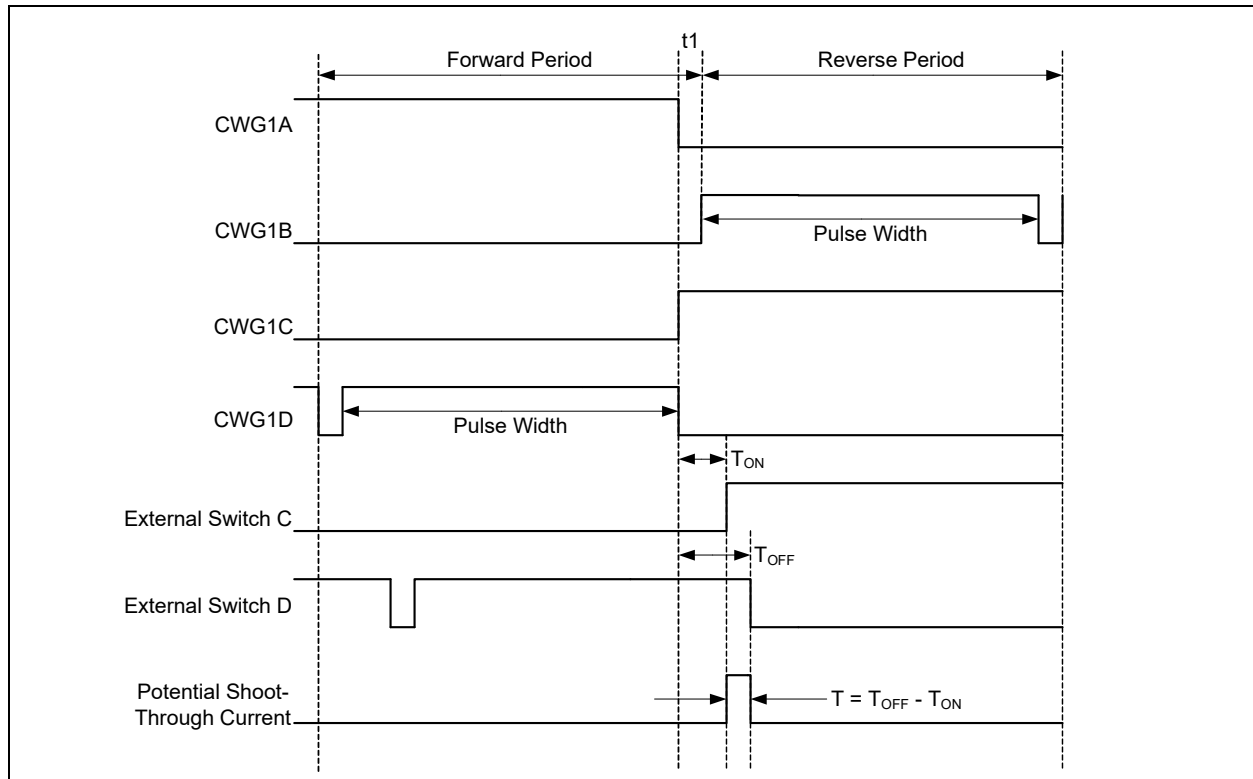 t1
Forward Period
Reverse Period
CWG1A
CWG1B
Pulse Width
CWG1C
CWG1D
Pulse Width
TON
External Switch C
TOFF
External Switch D
Potential Shoot-
Through Current
T = TOFF - TON